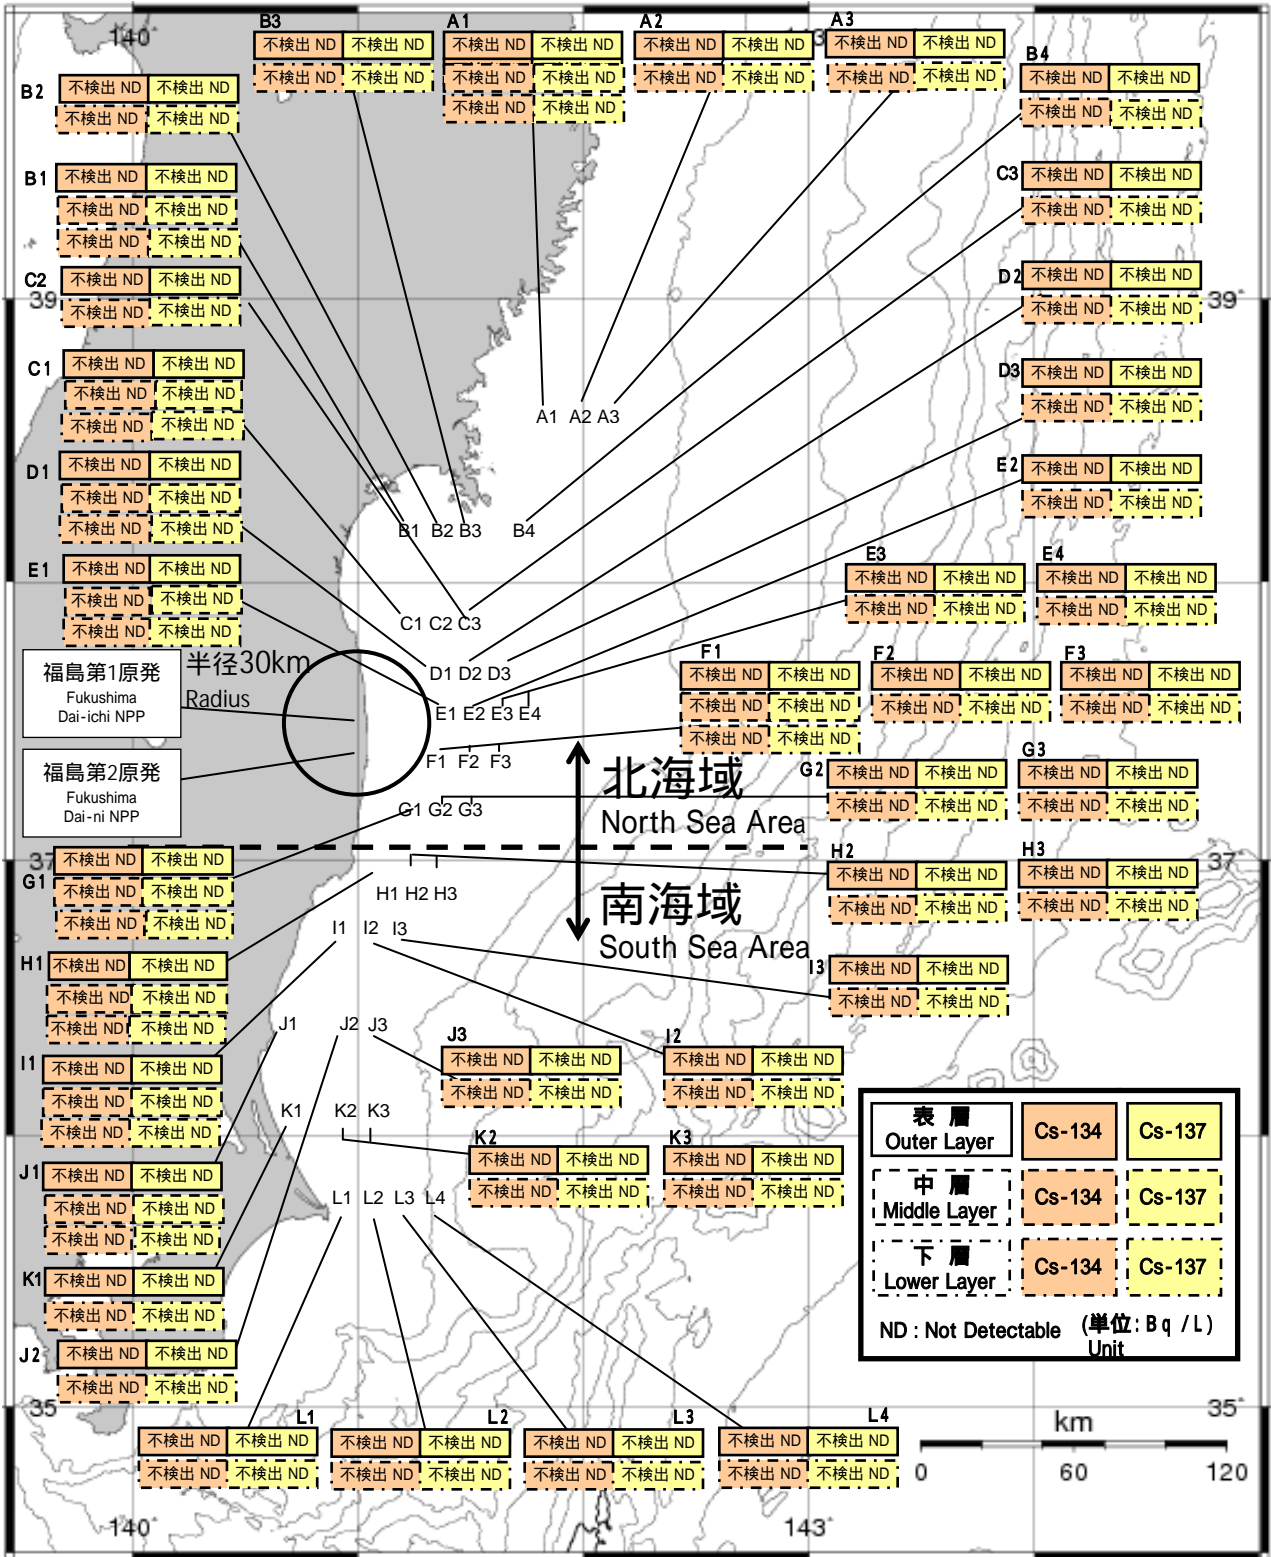 140°
143°
B3
不検出 ND 不検出 ND
不検出 ND 不検出 ND
A1
不検出 ND 不検出 ND
不検出 ND 不検出 ND
不検出 ND 不検出 ND
A2
不検出 ND 不検出 ND
不検出 ND 不検出 ND
A3
不検出 ND 不検出 ND
不検出 ND 不検出 ND
B4
不検出 ND 不検出 ND
不検出 ND 不検出 ND
B2
不検出 ND 不検出 ND
不検出 ND 不検出 ND
B1
不検出 ND 不検出 ND
不検出 ND 不検出 ND
不検出 ND 不検出 ND
C3
不検出 ND 不検出 ND
不検出 ND 不検出 ND
C2
不検出 ND 不検出 ND
不検出 ND 不検出 ND
39
39°
D2
不検出 ND 不検出 ND
不検出 ND 不検出 ND
C1
不検出 ND 不検出 ND
不検出 ND 不検出 ND
不検出 ND 不検出 ND
D3
不検出 ND 不検出 ND
不検出 ND 不検出 ND
A1 A2 A3
D1
不検出 ND 不検出 ND
不検出 ND 不検出 ND
不検出 ND 不検出 ND
E2
不検出 ND 不検出 ND
不検出 ND 不検出 ND
B1 B2 B3 B4
E1
不検出 ND 不検出 ND
不検出 ND 不検出 ND
不検出 ND 不検出 ND
E3
不検出 ND 不検出 ND
不検出 ND 不検出 ND
E4
不検出 ND 不検出 ND
不検出 ND 不検出 ND
C1 C2 C3
福島第1原発
Fukushima
Dai-ichi NPP
半径30km
Radius
D1 D2 D3
F1
不検出 ND 不検出 ND
不検出 ND 不検出 ND
不検出 ND 不検出 ND
F2
不検出 ND 不検出 ND
不検出 ND 不検出 ND
F3
不検出 ND 不検出 ND
不検出 ND 不検出 ND
E1 E2 E3 E4
福島第2原発
Fukushima
Dai-ni NPP
F1 F2 F3
北海域
North Sea Area
G2
不検出 ND 不検出 ND
不検出 ND 不検出 ND
G3
不検出 ND 不検出 ND
不検出 ND 不検出 ND
G1 G2 G3
37
37°
G1
不検出 ND 不検出 ND
不検出 ND 不検出 ND
不検出 ND 不検出 ND
H2
不検出 ND 不検出 ND
不検出 ND 不検出 ND
H3
不検出 ND 不検出 ND
不検出 ND 不検出 ND
H1 H2 H3
南海域
South Sea Area
I1 I2 I3
H1
不検出 ND 不検出 ND
不検出 ND 不検出 ND
不検出 ND 不検出 ND
I3
不検出 ND 不検出 ND
不検出 ND 不検出 ND
J1 J2 J3
J3
不検出 ND 不検出 ND
不検出 ND 不検出 ND
I2
不検出 ND 不検出 ND
不検出 ND 不検出 ND
I1
不検出 ND 不検出 ND
不検出 ND 不検出 ND
不検出 ND 不検出 ND
K1 K2 K3
K2
不検出 ND 不検出 ND
不検出 ND 不検出 ND
K3
不検出 ND 不検出 ND
不検出 ND 不検出 ND
J1
不検出 ND 不検出 ND
不検出 ND 不検出 ND
不検出 ND 不検出 ND
L1 L2 L3 L4
K1
不検出 ND 不検出 ND
不検出 ND 不検出 ND
J2
不検出 ND 不検出 ND
不検出 ND 不検出 ND
表 層
Outer Layer
Cs-134 Cs-137
中 層
Middle Layer
Cs-134 Cs-137
下 層
Lower Layer
Cs-134 Cs-137
ND : Not Detectable (単位: Bq /L)
Unit
35
35°
L1
不検出 ND 不検出 ND
不検出 ND 不検出 ND
L2
不検出 ND 不検出 ND
不検出 ND 不検出 ND
L3
不検出 ND 不検出 ND
不検出 ND 不検出 ND
L4
不検出 ND 不検出 ND
不検出 ND 不検出 ND
km
0 60 120
140°
143°